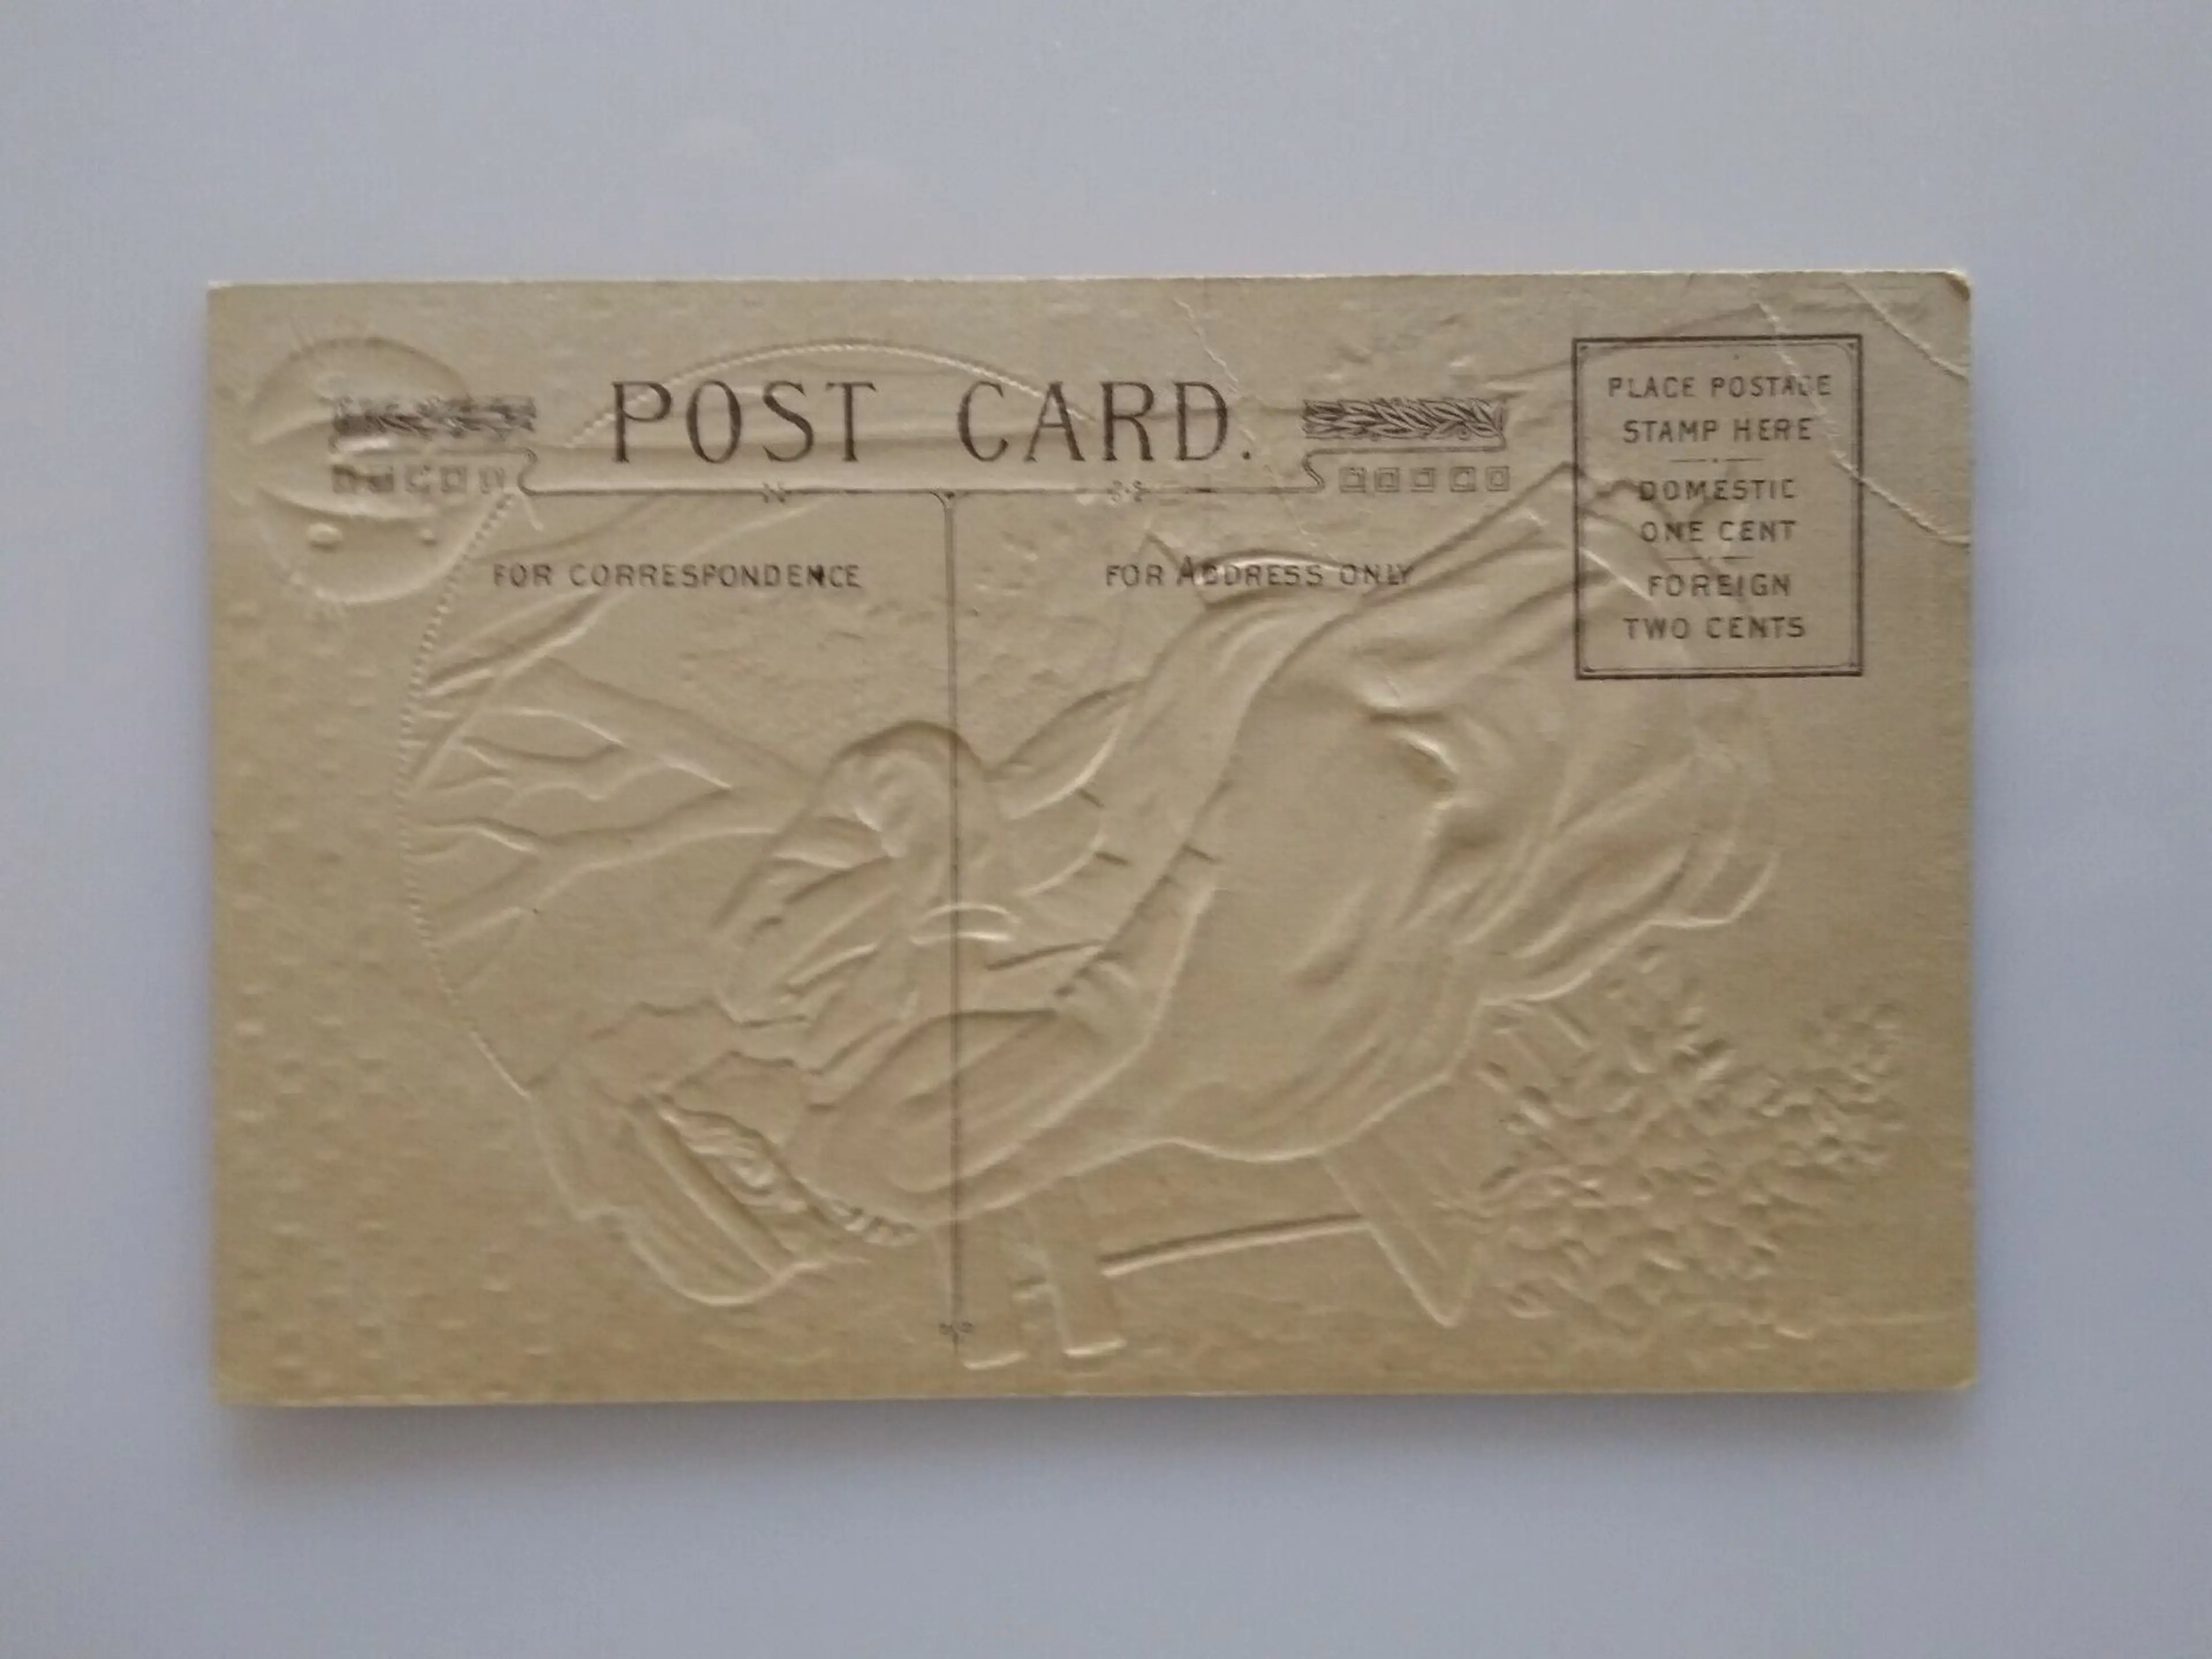 POST CARD.
PLACE POSTAGE
STAMP HERE
DOMESTIC
ONE CENT
FOREIGN
TWO CENTS
FOR CORRESPONDENCE
FOR ADDRESS ONLY